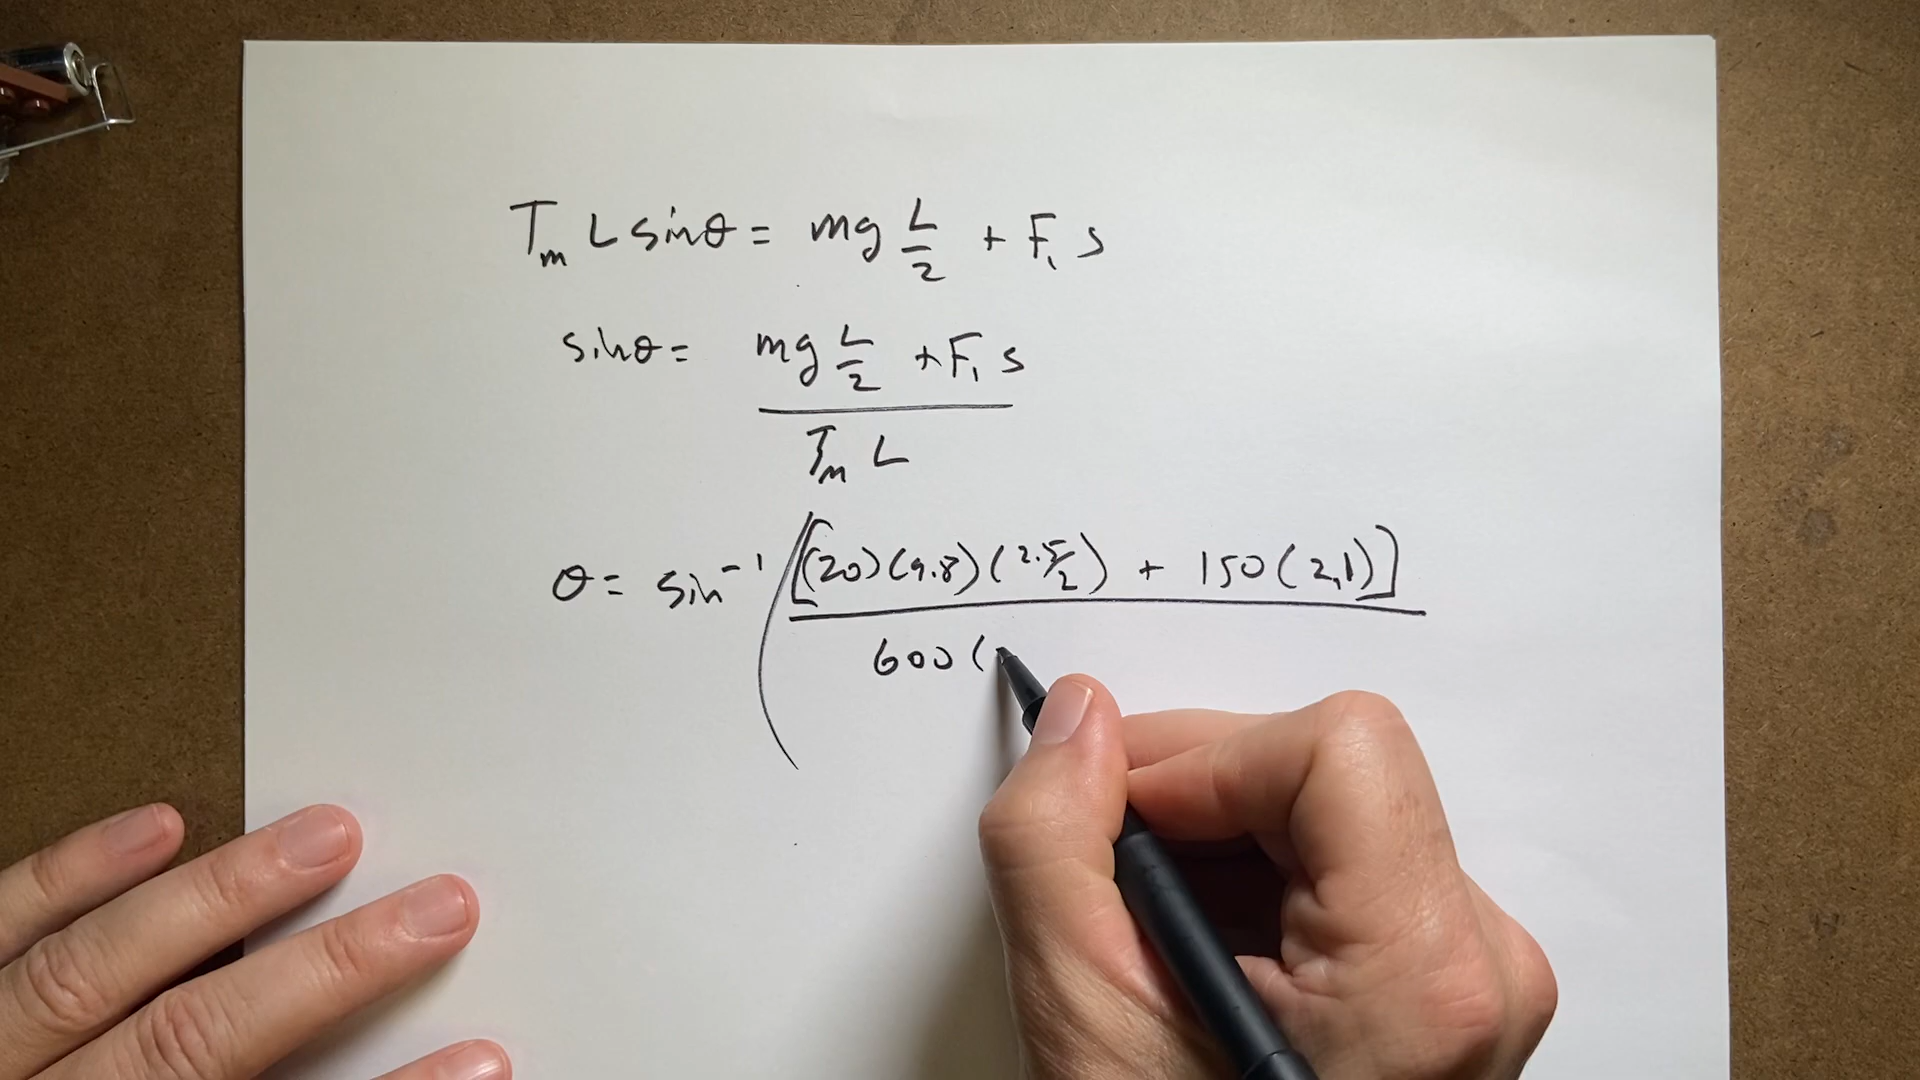 T_m L sinθ = mg L/2 + F_1 s
sinθ = (mg L/2 + F_1 s) / (T_m L)
θ = sin^-1 ([(20)(9.8)(2.5/2) + 150(2.1)] / 600(